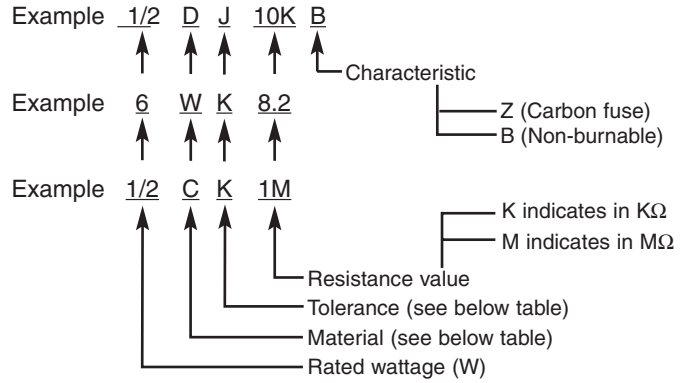 Example 1/2 D J 10K B
Characteristic
6 W K 8.2
Z (Carbon fuse)
B (Non-burnable)
Example 1/2 C K 1M
K indicates in KΩ
M indicates in MΩ
Resistance value
Tolerance (see below table)
Material (see below table)
Rated wattage (W)